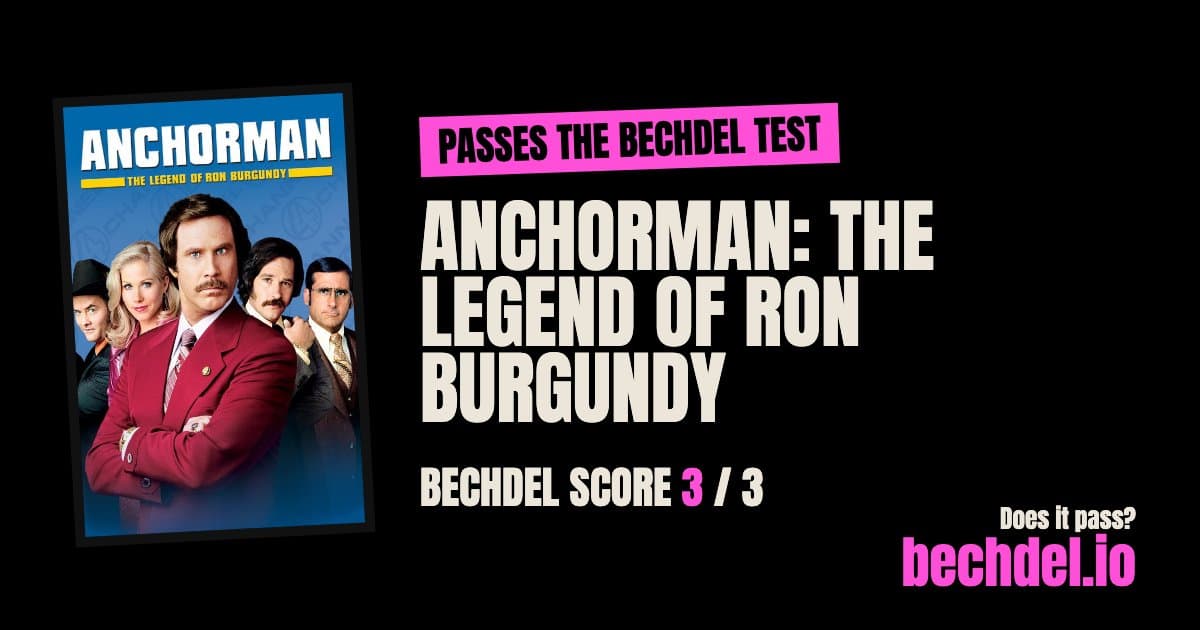 ANCHORMAN
THE LEGEND OF RON BURGUNDY
PASSES THE BECHDEL TEST
ANCHORMAN: THE
LEGEND OF RON
BURGUNDY
BECHDEL SCORE 3 / 3
Does it pass?
bechdel.io